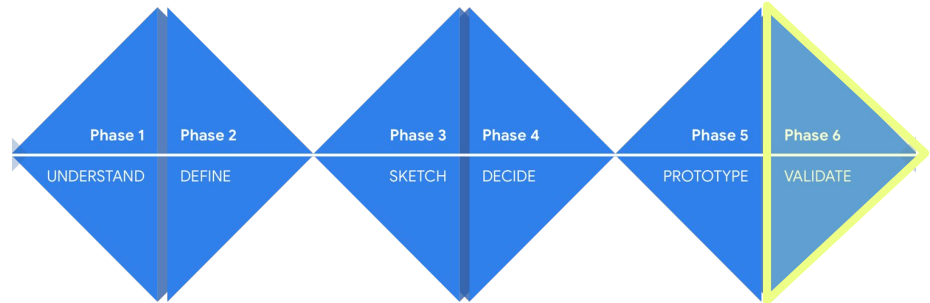 Phase 1
Phase 2
Phase 3
Phase 4
Phase 5
Phase 6
UNDERSTAND
DEFINE
SKETCH
DECIDE
PROTOTYPE
VALIDATE